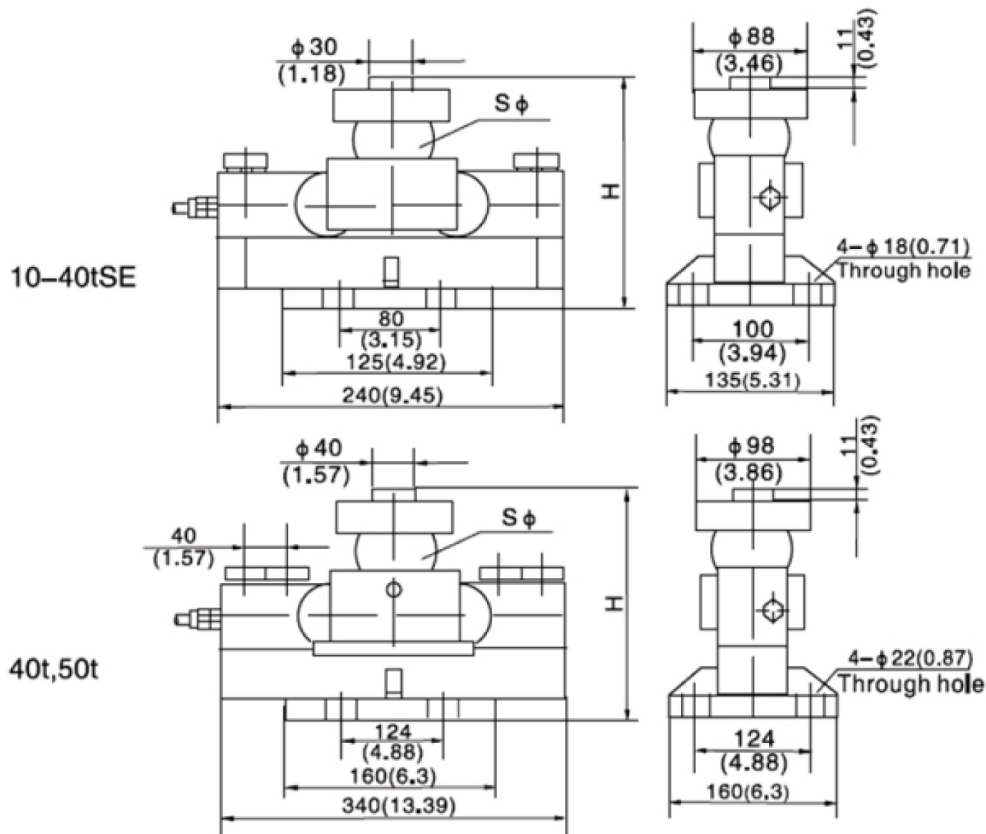 ϕ30
(1.18)
ϕ88
(3.46)
11
(0.43)
Sϕ
H
10-40tSE
4-ϕ18(0.71)
Through hole
80
(3.15)
125(4.92)
240(9.45)
100
(3.94)
135(5.31)
ϕ40
(1.57)
ϕ98
(3.86)
11
(0.43)
40
(1.57)
Sϕ
H
40t,50t
4-ϕ22(0.87)
Through hole
124
(4.88)
160(6.3)
340(13.39)
124
(4.88)
160(6.3)